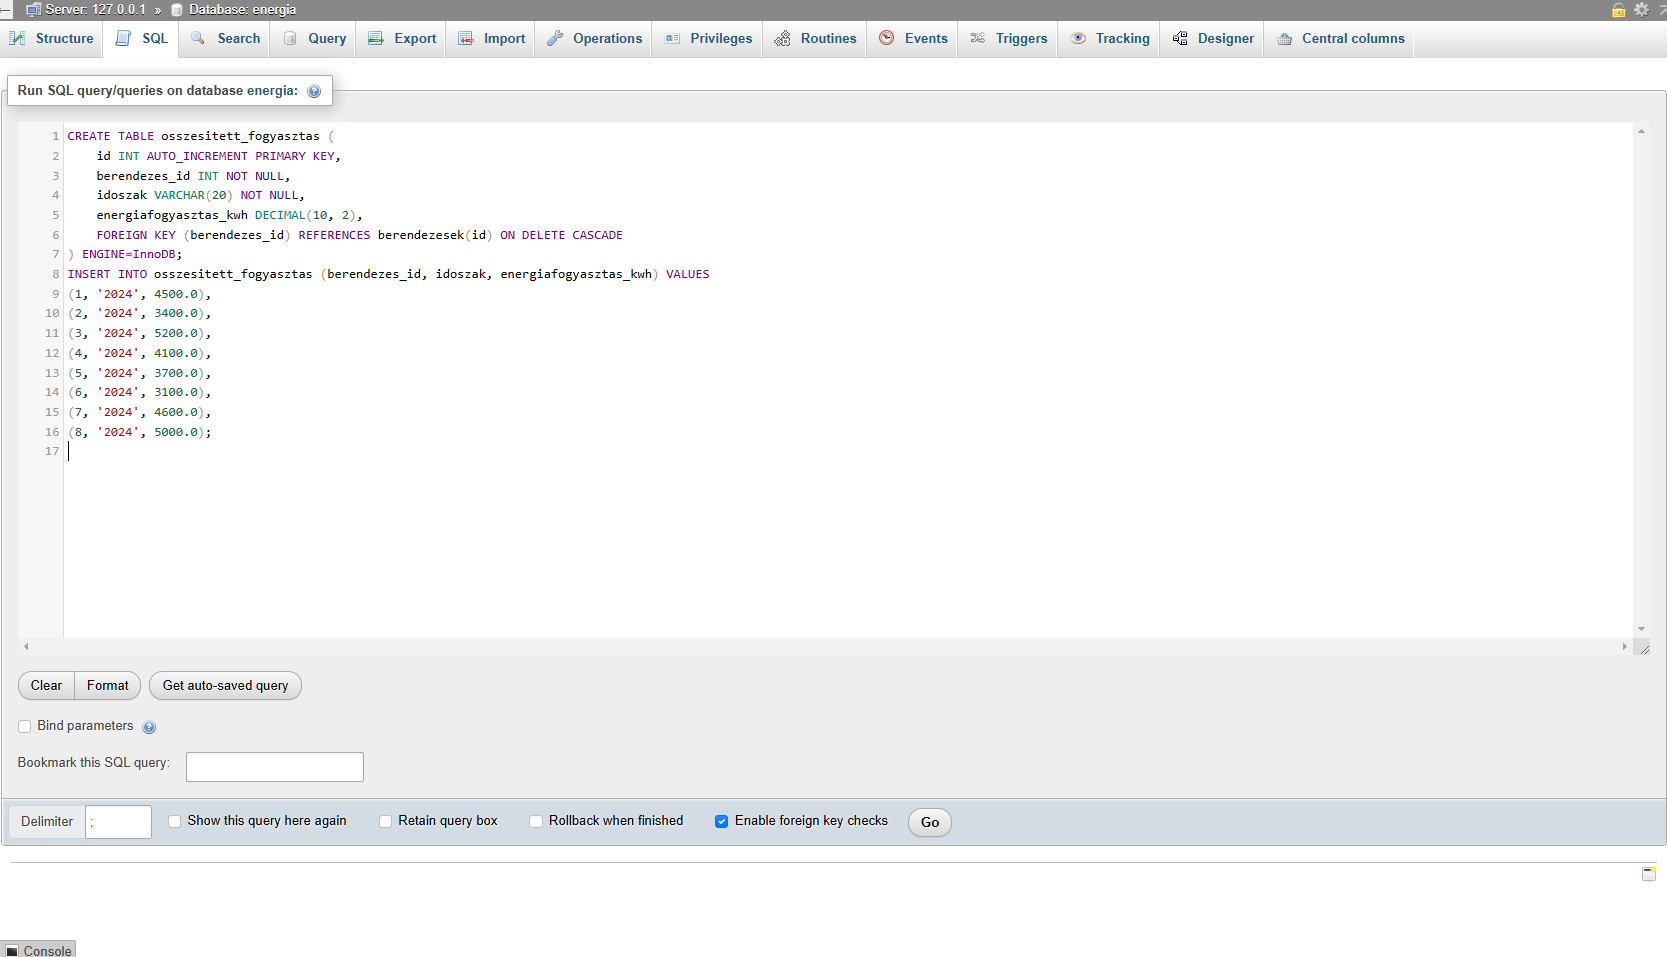 Server: 127.0.0.1 » Database: energia
Structure SQL Search Query Export Import Operations Privileges Routines Events Triggers Tracking Designer Central columns
Run SQL query/queries on database energia:
1 CREATE TABLE osszesitett_fogyasztas (
2 id INT AUTO_INCREMENT PRIMARY KEY,
3 berendezes_id INT NOT NULL,
4 idoszak VARCHAR(20) NOT NULL,
5 energiafogyasztas_kwh DECIMAL(10, 2),
6 FOREIGN KEY (berendezes_id) REFERENCES berendezesek(id) ON DELETE CASCADE
7 ) ENGINE=InnoDB;
8 INSERT INTO osszesitett_fogyasztas (berendezes_id, idoszak, energiafogyasztas_kwh) VALUES
9 (1, '2024', 4500.0),
10 (2, '2024', 3400.0),
11 (3, '2024', 5200.0),
12 (4, '2024', 4100.0),
13 (5, '2024', 3700.0),
14 (6, '2024', 3100.0),
15 (7, '2024', 4600.0),
16 (8, '2024', 5000.0);
17
Clear Format Get auto-saved query
Bind parameters
Bookmark this SQL query:
Delimiter ; Show this query here again Retain query box Rollback when finished Enable foreign key checks Go
Console